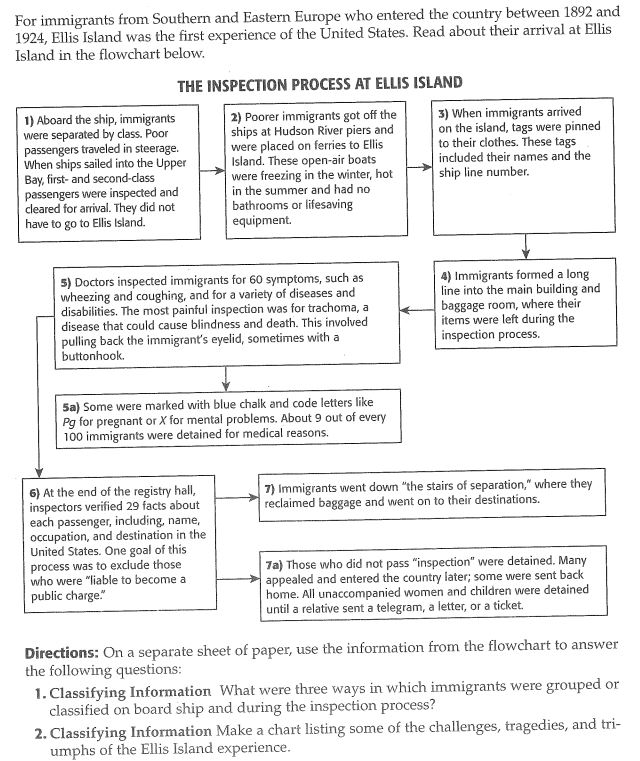 For immigrants from Southern and Eastern Europe who entered the country between 1892 and
1924, Ellis Island was the first experience of the United States. Read about their arrival at Ellis
Island in the flowchart below.
THE INSPECTION PROCESS AT ELLIS ISLAND
1) Aboard the ship, immigrants
were separated by class. Poor
passengers traveled in steerage.
When ships sailed into the Upper
Bay, first- and second-class
passengers were inspected and
cleared for arrival. They did not
have to go to Ellis Island.
2) Poorer immigrants got off the
ships at Hudson River piers and
were placed on ferries to Ellis
Island. These open-air boats
were freezing in the winter, hot
in the summer and had no
bathrooms or lifesaving
equipment.
3) When immigrants arrived
on the island, tags were pinned
to their clothes. These tags
included their names and the
ship line number.
4) Immigrants formed a long
line into the main building and
baggage room, where their
items were left during the
inspection process.
5) Doctors inspected immigrants for 60 symptoms, such as
wheezing and coughing, and for a variety of diseases and
disabilities. The most painful inspection was for trachoma, a
disease that could cause blindness and death. This involved
pulling back the immigrant's eyelid, sometimes with a
buttonhook.
5a) Some were marked with blue chalk and code letters like
Pg for pregnant or X for mental problems. About 9 out of every
100 immigrants were detained for medical reasons.
6) At the end of the registry hall,
inspectors verified 29 facts about
each passenger, including, name,
occupation, and destination in the
United States. One goal of this
process was to exclude those
who were "liable to become a
public charge."
7) Immigrants went down "the stairs of separation," where they
reclaimed baggage and went on to their destinations.
7a) Those who did not pass "inspection" were detained. Many
appealed and entered the country later; some were sent back
home. All unaccompanied women and children were detained
until a relative sent a telegram, a letter, or a ticket.
Directions: On a separate sheet of paper, use the information from the flowchart to answer
the following questions:
1. Classifying Information What were three ways in which immigrants were grouped or
classified on board ship and during the inspection process?
2. Classifying Information Make a chart listing some of the challenges, tragedies, and tri-
umphs of the Ellis Island experience.